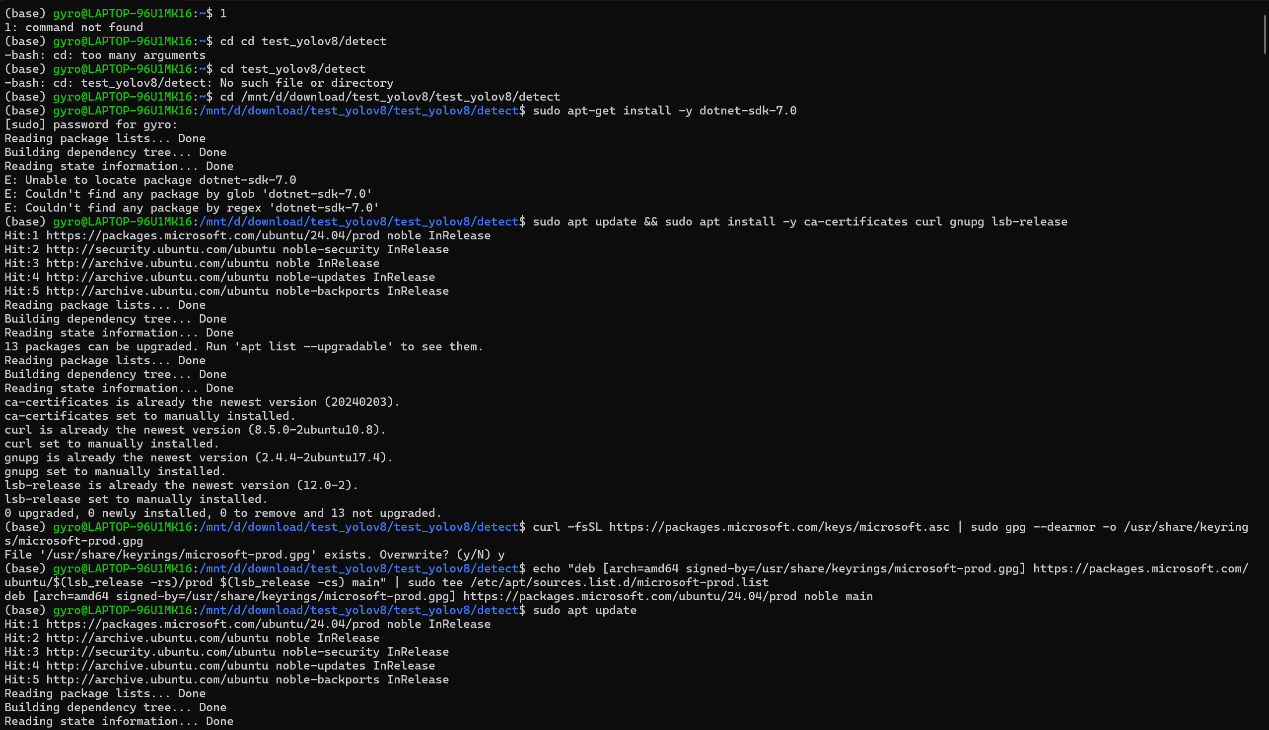 (base) gyro@LAPTOP-96U1MK16:~$ 1
1: command not found
(base) gyro@LAPTOP-96U1MK16:~$ cd cd test_yolov8/detect
-bash: cd: too many arguments
(base) gyro@LAPTOP-96U1MK16:~$ cd test_yolov8/detect
-bash: cd: test_yolov8/detect: No such file or directory
(base) gyro@LAPTOP-96U1MK16:~$ cd /mnt/d/download/test_yolov8/test_yolov8/detect
(base) gyro@LAPTOP-96U1MK16:/mnt/d/download/test_yolov8/test_yolov8/detect$ sudo apt-get install -y dotnet-sdk-7.0
[sudo] password for gyro:
Reading package lists... Done
Building dependency tree... Done
Reading state information... Done
E: Unable to locate package dotnet-sdk-7.0
E: Couldn't find any package by glob 'dotnet-sdk-7.0'
E: Couldn't find any package by regex 'dotnet-sdk-7.0'
(base) gyro@LAPTOP-96U1MK16:/mnt/d/download/test_yolov8/test_yolov8/detect$ sudo apt update && sudo apt install -y ca-certificates curl gnupg lsb-release
Hit:1 https://packages.microsoft.com/ubuntu/24.04/prod noble InRelease
Hit:2 http://security.ubuntu.com/ubuntu noble-security InRelease
Hit:3 http://archive.ubuntu.com/ubuntu noble InRelease
Hit:4 http://archive.ubuntu.com/ubuntu noble-updates InRelease
Hit:5 http://archive.ubuntu.com/ubuntu noble-backports InRelease
Reading package lists... Done
Building dependency tree... Done
Reading state information... Done
13 packages can be upgraded. Run 'apt list --upgradable' to see them.
Reading package lists... Done
Building dependency tree... Done
Reading state information... Done
ca-certificates is already the newest version (20240203).
ca-certificates set to manually installed.
curl is already the newest version (8.5.0-2ubuntu10.8).
curl set to manually installed.
gnupg is already the newest version (2.4.4-2ubuntu17.4).
gnupg set to manually installed.
lsb-release is already the newest version (12.0-2).
lsb-release set to manually installed.
0 upgraded, 0 newly installed, 0 to remove and 13 not upgraded.
(base) gyro@LAPTOP-96U1MK16:/mnt/d/download/test_yolov8/test_yolov8/detect$ curl -fsSL https://packages.microsoft.com/keys/microsoft.asc | sudo gpg --dearmor -o /usr/share/keyring
s/microsoft-prod.gpg
File '/usr/share/keyrings/microsoft-prod.gpg' exists. Overwrite? (y/N) y
(base) gyro@LAPTOP-96U1MK16:/mnt/d/download/test_yolov8/test_yolov8/detect$ echo "deb [arch=amd64 signed-by=/usr/share/keyrings/microsoft-prod.gpg] https://packages.microsoft.com/
ubuntu/$(lsb_release -rs)/prod $(lsb_release -cs) main" | sudo tee /etc/apt/sources.list.d/microsoft-prod.list
deb [arch=amd64 signed-by=/usr/share/keyrings/microsoft-prod.gpg] https://packages.microsoft.com/ubuntu/24.04/prod noble main
(base) gyro@LAPTOP-96U1MK16:/mnt/d/download/test_yolov8/test_yolov8/detect$ sudo apt update
Hit:1 https://packages.microsoft.com/ubuntu/24.04/prod noble InRelease
Hit:2 http://archive.ubuntu.com/ubuntu noble InRelease
Hit:3 http://security.ubuntu.com/ubuntu noble-security InRelease
Hit:4 http://archive.ubuntu.com/ubuntu noble-updates InRelease
Hit:5 http://archive.ubuntu.com/ubuntu noble-backports InRelease
Reading package lists... Done
Building dependency tree... Done
Reading state information... Done